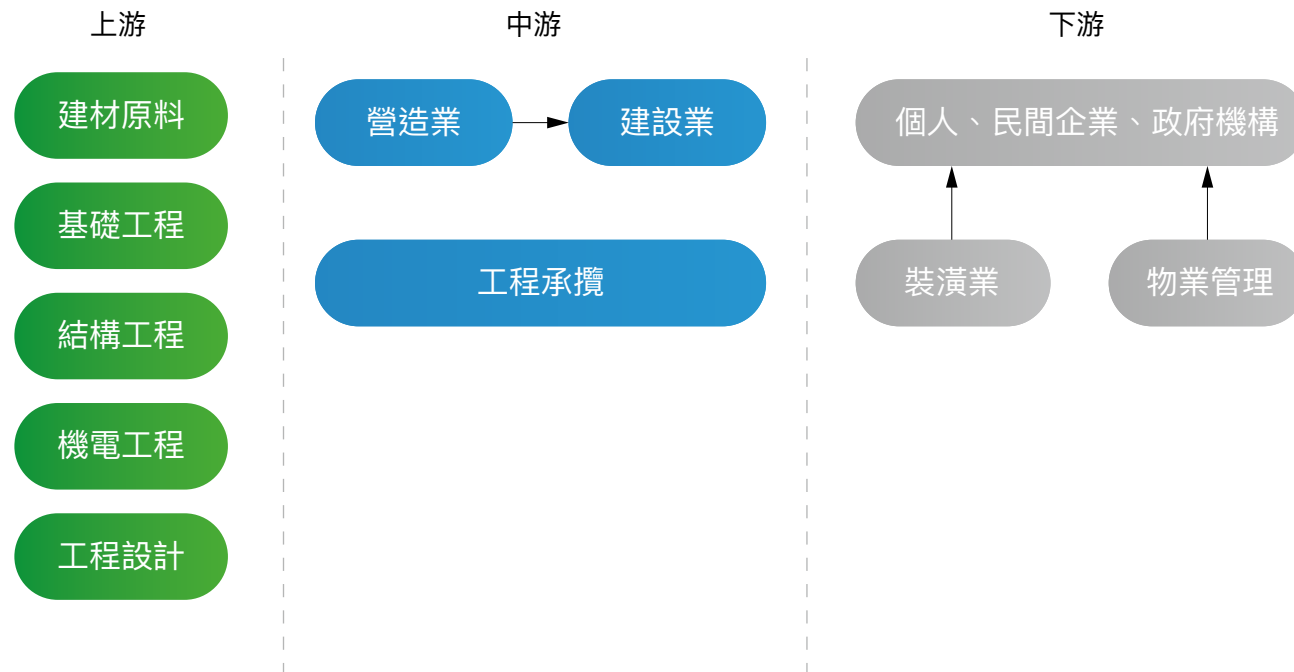 上游
中游
下游
建材原料
基礎工程
結構工程
機電工程
工程設計
營造業
建設業
工程承攬
個人、民間企業、政府機構
裝潢業
物業管理